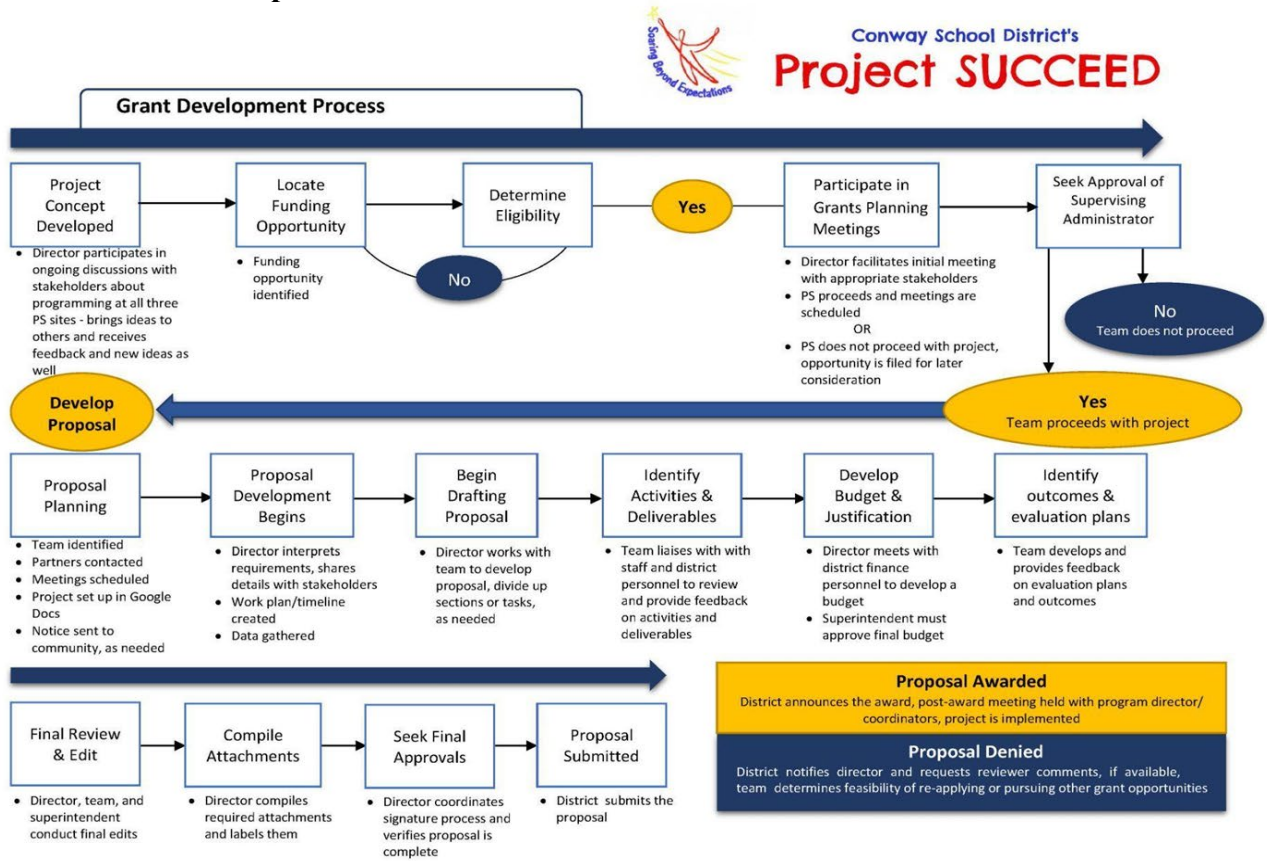 Soaring Beyond Expectations
Conway School District's
Project SUCCEED
Grant Development Process
Project
Concept
Developed
• Director participates in
ongoing discussions with
stakeholders about
programming at all three
PS sites - brings ideas to
others and receives
feedback and new ideas as
well
Locate
Funding
Opportunity
• Funding
opportunity
identified
No
Determine
Eligibility
Yes
Participate in
Grants Planning
Meetings
• Director facilitates initial meeting
with appropriate stakeholders
• PS proceeds and meetings are
scheduled
OR
• PS does not proceed with project,
opportunity is filed for later
consideration
Seek Approval of
Supervising
Administrator
No
Team does not proceed
Yes
Team proceeds with project
Develop
Proposal
Proposal
Planning
• Team identified
• Partners contacted
• Meetings scheduled
• Project set up in Google
Docs
• Notice sent to
community, as needed
Proposal
Development
Begins
• Director interprets
requirements, shares
details with stakeholders
• Work plan/timeline
created
• Data gathered
Begin
Drafting
Proposal
• Director works with
team to develop
proposal, divide up
sections or tasks,
as needed
Identify
Activities &
Deliverables
• Team liaises with with
staff and district
personnel to review
and provide feedback
on activities and
deliverables
Develop
Budget &
Justification
• Director meets with
district finance
personnel to develop a
budget
• Superintendent must
approve final budget
Identify
outcomes &
evaluation plans
• Team develops and
provides feedback
on evaluation plans
and outcomes
Final Review
& Edit
• Director, team, and
superintendent
conduct final edits
Compile
Attachments
• Director compiles
required attachments
and labels them
Seek Final
Approvals
• Director coordinates
signature process and
verifies proposal is
complete
Proposal
Submitted
• District submits the
proposal
Proposal Awarded
District announces the award, post-award meeting held with program director/
coordinators, project is implemented
Proposal Denied
District notifies director and requests reviewer comments, if available,
team determines feasibility of re-applying or pursuing other grant opportunities